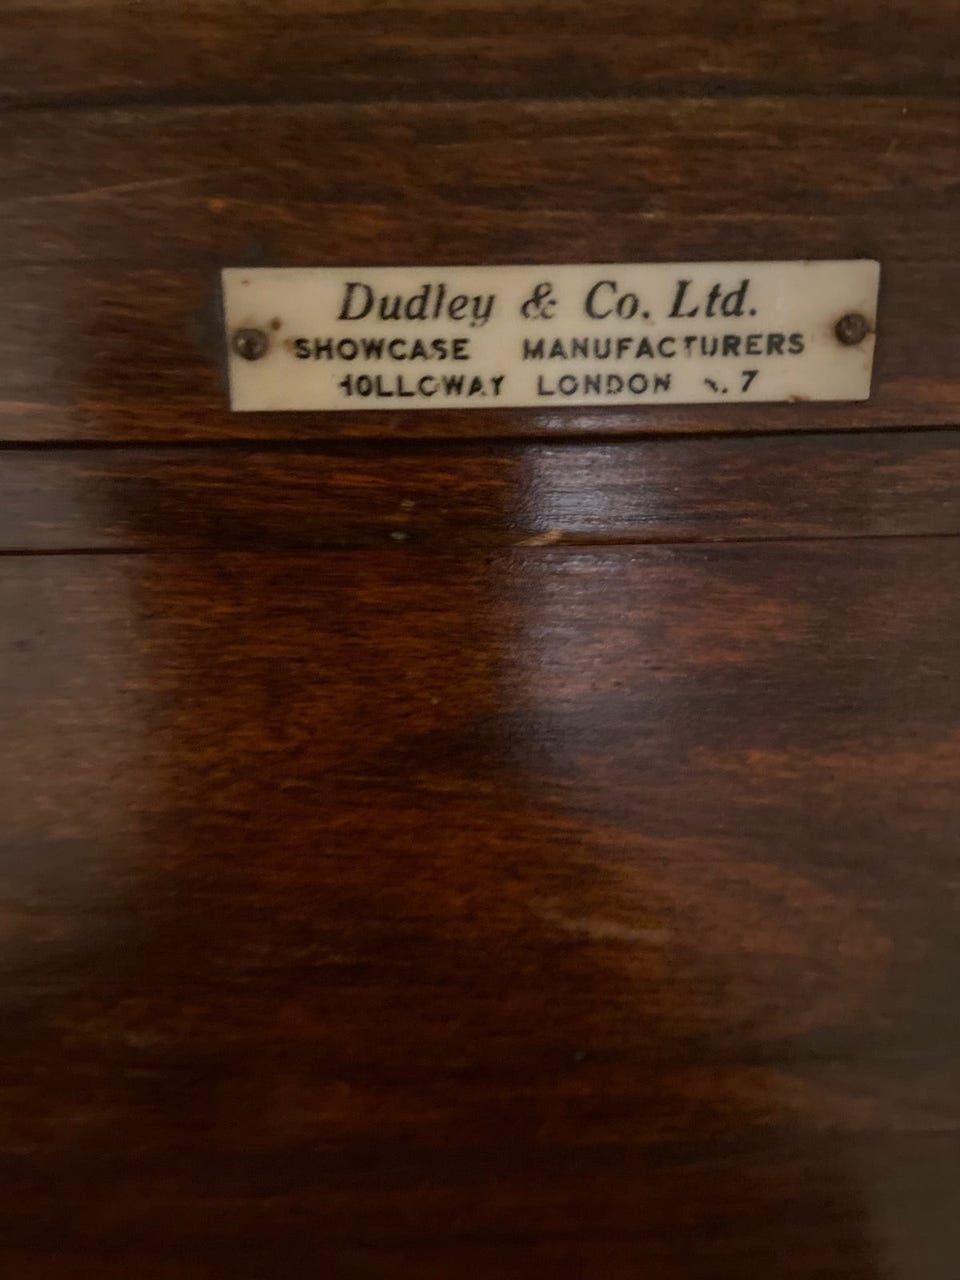 Dudley & Co. Ltd.
SHOWCASE MANUFACTURERS
HOLLOWAY LONDON N. 7